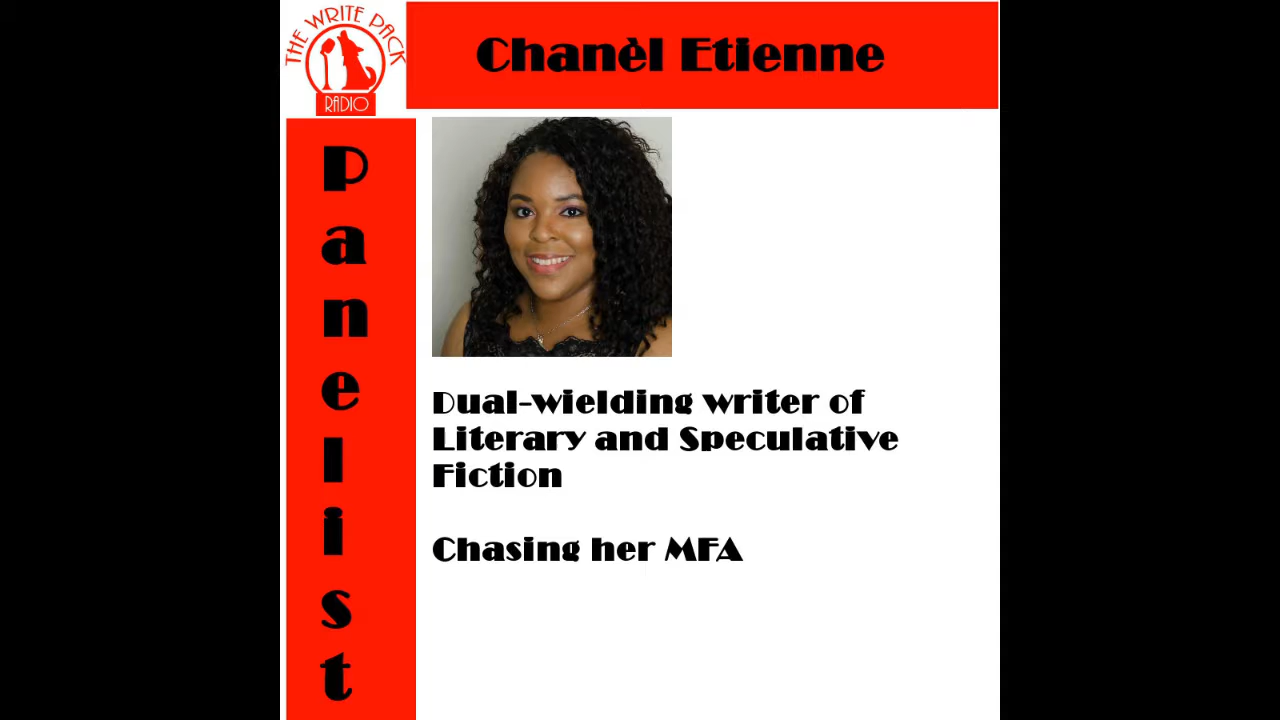 THE WRITE PACK
RADIO
Chanèl Etienne
Panelist
Dual-wielding writer of
Literary and Speculative
Fiction
Chasing her MFA